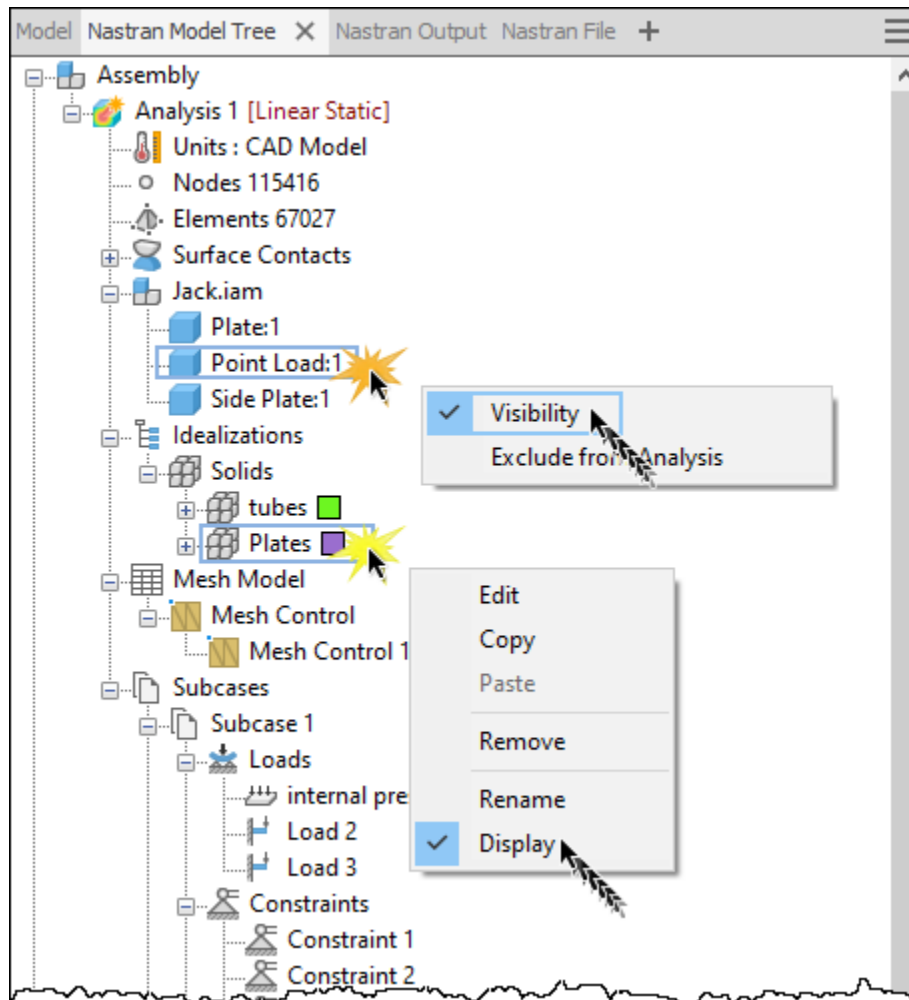 Model Nastran Model Tree Nastran Output Nastran File
Assembly
Analysis 1 [Linear Static]
Units : CAD Model
Nodes 115416
Elements 67027
Surface Contacts
Jack.iam
Plate:1
Point Load:1
Side Plate:1
Visibility
Exclude from Analysis
Idealizations
Solids
tubes
Plates
Mesh Model
Mesh Control
Mesh Control 1
Edit
Copy
Paste
Remove
Rename
Display
Subcases
Subcase 1
Loads
internal pre
Load 2
Load 3
Constraints
Constraint 1
Constraint 2